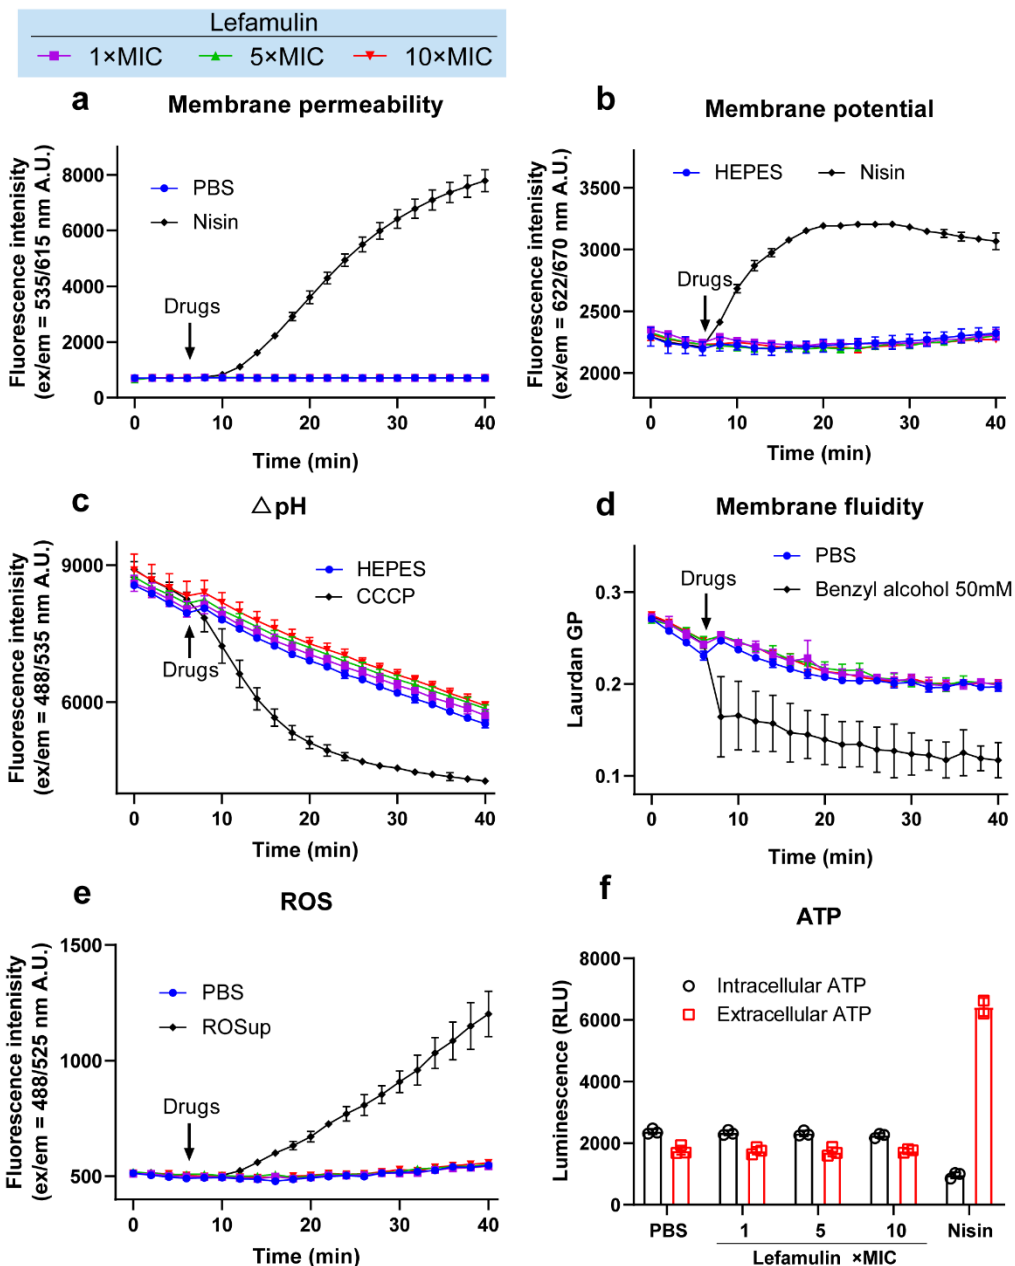 Lefamulin
1×MIC 5×MIC 10×MIC
a Membrane permeability
Fluorescence intenisity
(ex/em = 535/615 nm A.U.)
8000
6000
4000
2000
0
PBS
Nisin
Drugs
0 10 20 30 40
Time (min)
b Membrane potential
Fluorescence intenisity
(ex/em = 622/670 nm A.U.)
3500
3000
2500
2000
HEPES Nisin
Drugs
0 10 20 30 40
Time (min)
c △pH
Fluorescence intenisity
(ex/em = 488/535 nm A.U.)
9000
6000
HEPES
CCCP
Drugs
0 10 20 30 40
Time (min)
d Membrane fluidity
Laurdan GP
0.3
0.2
0.1
PBS
Benzyl alcohol 50mM
Drugs
0 10 20 30 40
Time (min)
e ROS
Fluorescence intenisity
(ex/em = 488/525 nm A.U.)
1500
1000
500
PBS
ROSup
Drugs
0 10 20 30 40
Time (min)
f
ATP
Luminescence (RLU)
8000
6000
4000
2000
0
Intracellular ATP
Extracellular ATP
PBS 1 5 10 Nisin
Lefamulin ×MIC